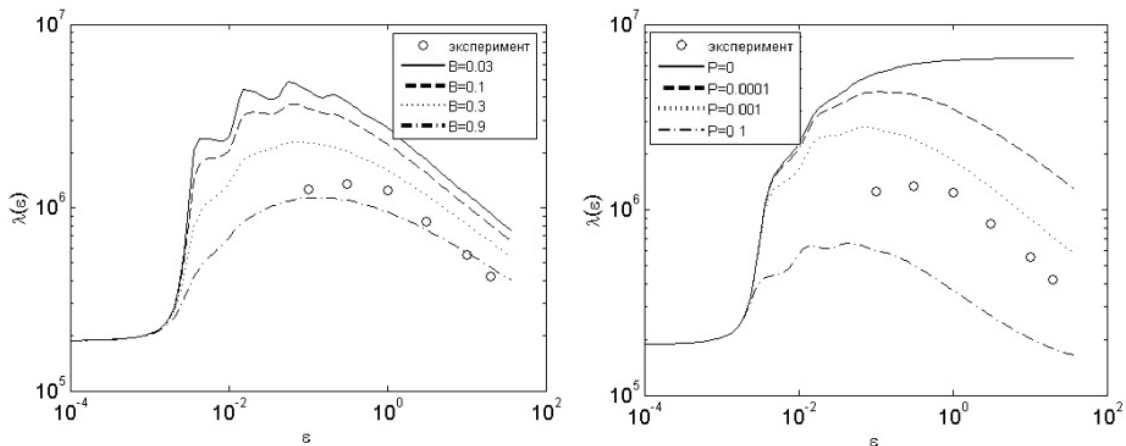 10^7
10^6
10^5
λ(ε)
эксперимент
B=0.03
B=0.1
B=0.3
B=0.9
10^-4
10^-2
10^0
10^2
ε
10^7
10^6
10^5
λ(ε)
эксперимент
P=0
P=0.0001
P=0.001
P=0.1
10^-4
10^-2
10^0
10^2
ε